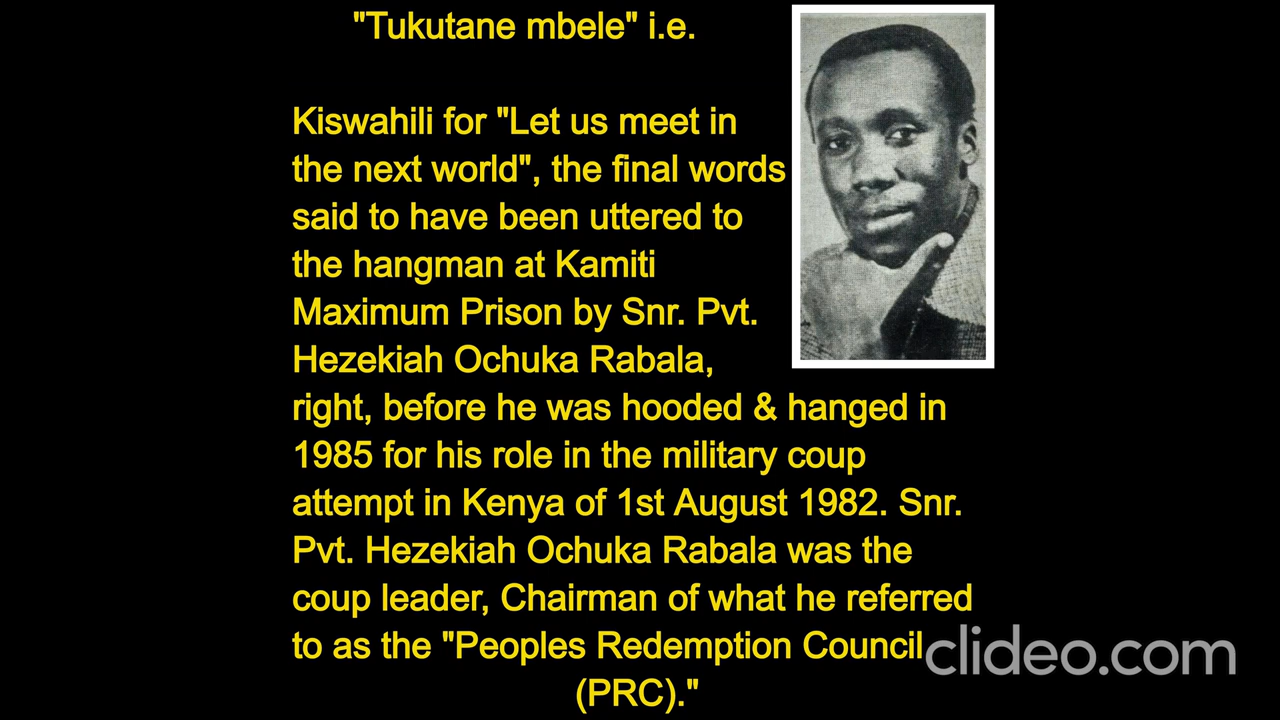 "Tukutane mbele" i.e.
Kiswahili for "Let us meet in
the next world", the final words
said to have been uttered to
the hangman at Kamiti
Maximum Prison by Snr. Pvt.
Hezekiah Ochuka Rabala,
right, before he was hooded & hanged in
1985 for his role in the military coup
attempt in Kenya of 1st August 1982. Snr.
Pvt. Hezekiah Ochuka Rabala was the
coup leader, Chairman of what he referred
to as the "Peoples Redemption Council
(PRC)."
clideo.com